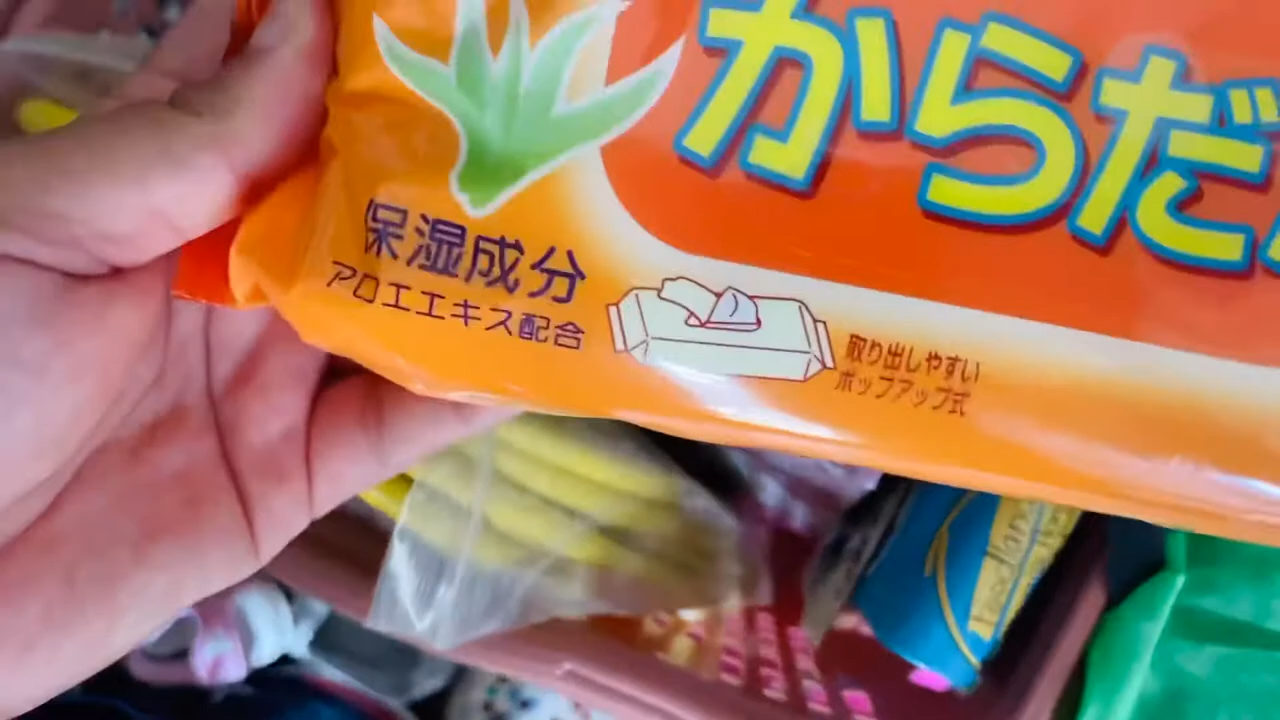 からだ
保湿成分
アロエエキス配合
取り出しやすい
ポップアップ式